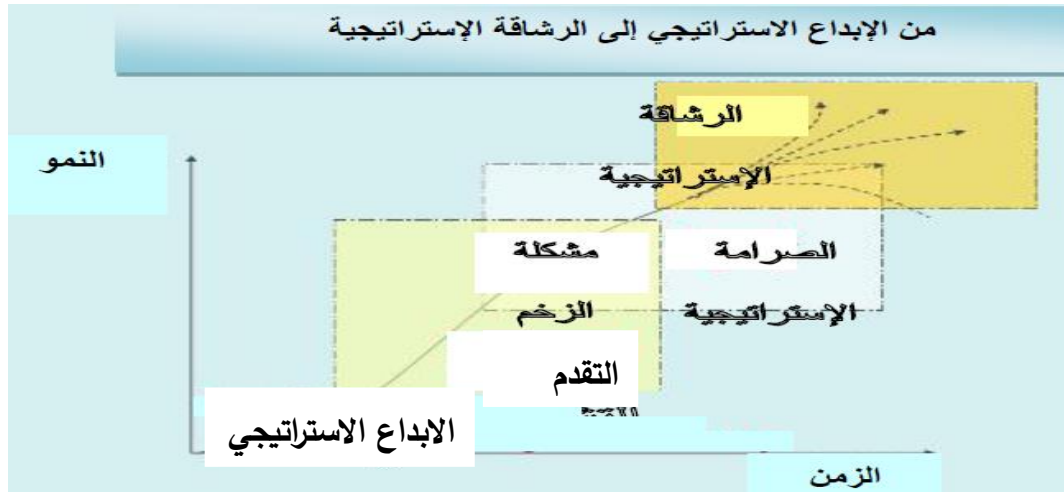 من الإبداع الاستراتيجي إلى الرشاقة الإستراتيجية
الرشاقة
الإستراتيجية
النمو
الصرامة
الإستراتيجية
مشكلة
الزخم
التقدم
الابداع الاستراتيجي
الزمن